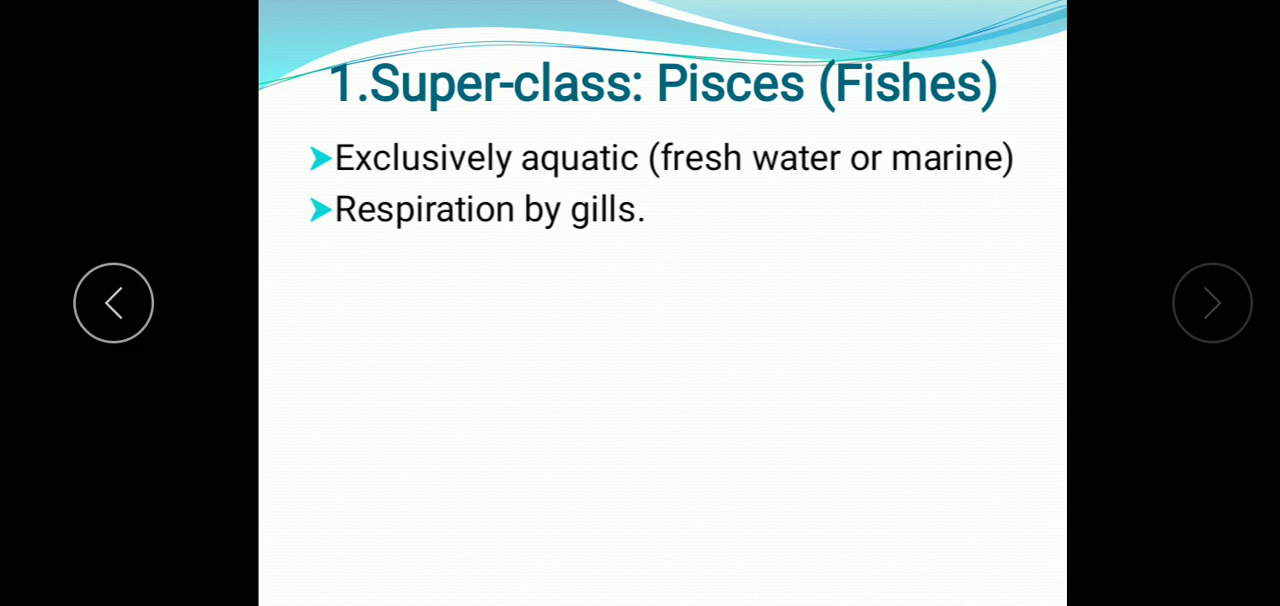 1.Super-class: Pisces (Fishes)
➤Exclusively aquatic (fresh water or marine)
➤Respiration by gills.